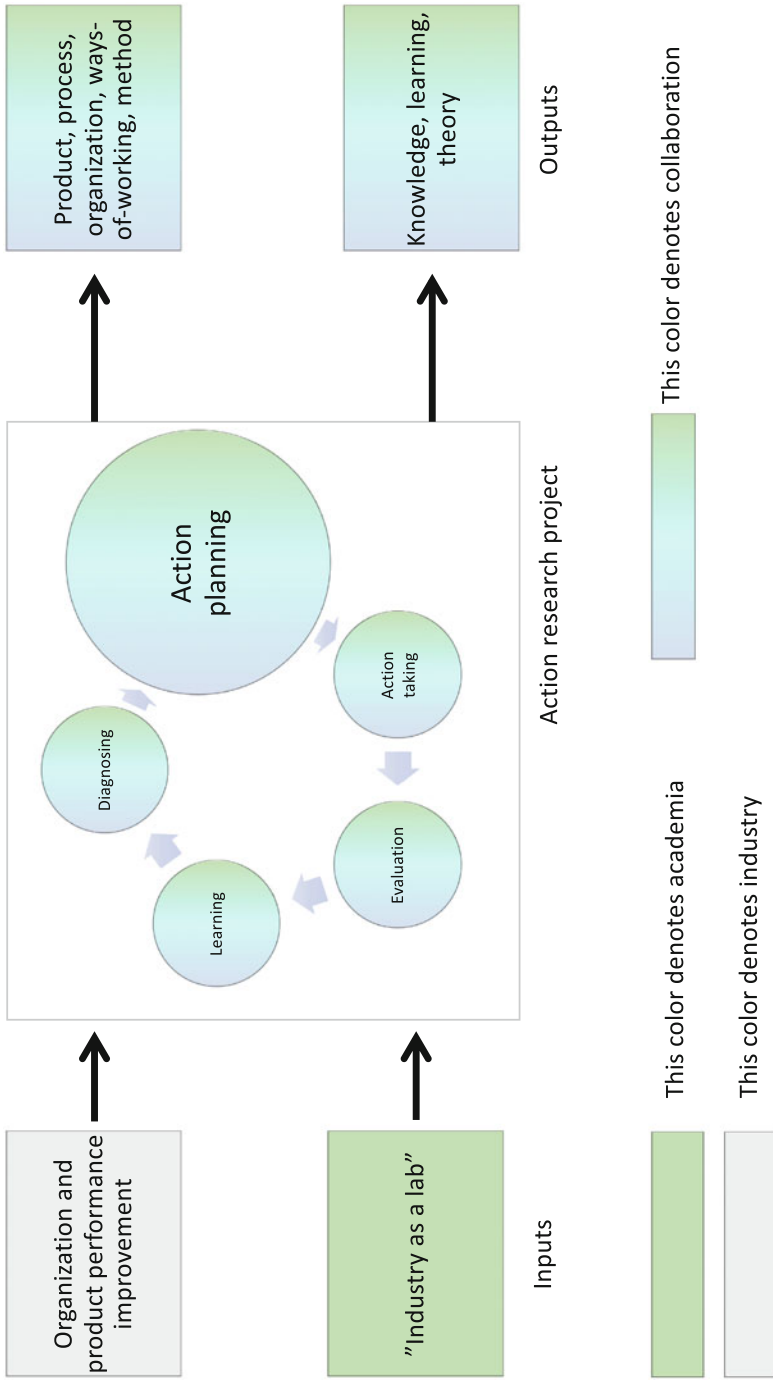 Organization and
product performance
improvement
”Industry as a lab”
Inputs
Diagnosing
Action
planning
Action
taking
Evaluation
Learning
Action research project
Product, process,
organization, ways-
of-working, method
Knowledge, learning,
theory
Outputs
This color denotes academia
This color denotes industry
This color denotes collaboration